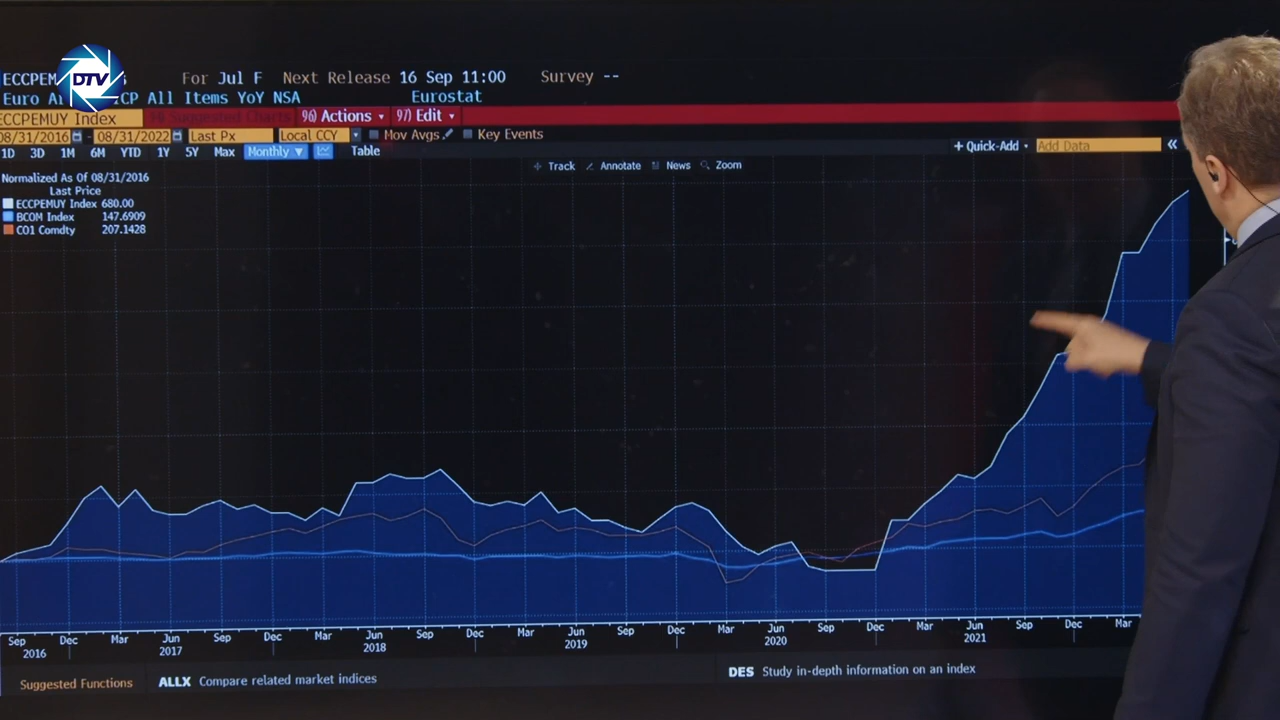 DTV
ECCPEM
For Jul F Next Release 16 Sep 11:00 Survey --
Euro Ar
CP All Items YoY NSA
Eurostat
ECCPEMUY Index
96) Suggested Charts
96) Actions
97) Edit
08/31/2016 - 08/31/2022 Last Px Local CCY Mov Avgs Key Events
1D 3D 1M 6M YTD 1Y 5Y Max Monthly ▼ Table
+ Quick-Add Add Data «
Track Annotate News Zoom
Normalized As Of 08/31/2016
Last Price
ECCPEMUY Index 680.00
BCOM Index 147.6909
CO1 Comdty 207.1428
Sep Dec Mar Jun Sep Dec Mar Jun Sep Dec Mar Jun Sep Dec Mar Jun Sep Dec Mar Jun Sep Dec Mar
2016 2017 2018 2019 2020 2021
Suggested Functions ALLX Compare related market indices DES Study in-depth information on an index